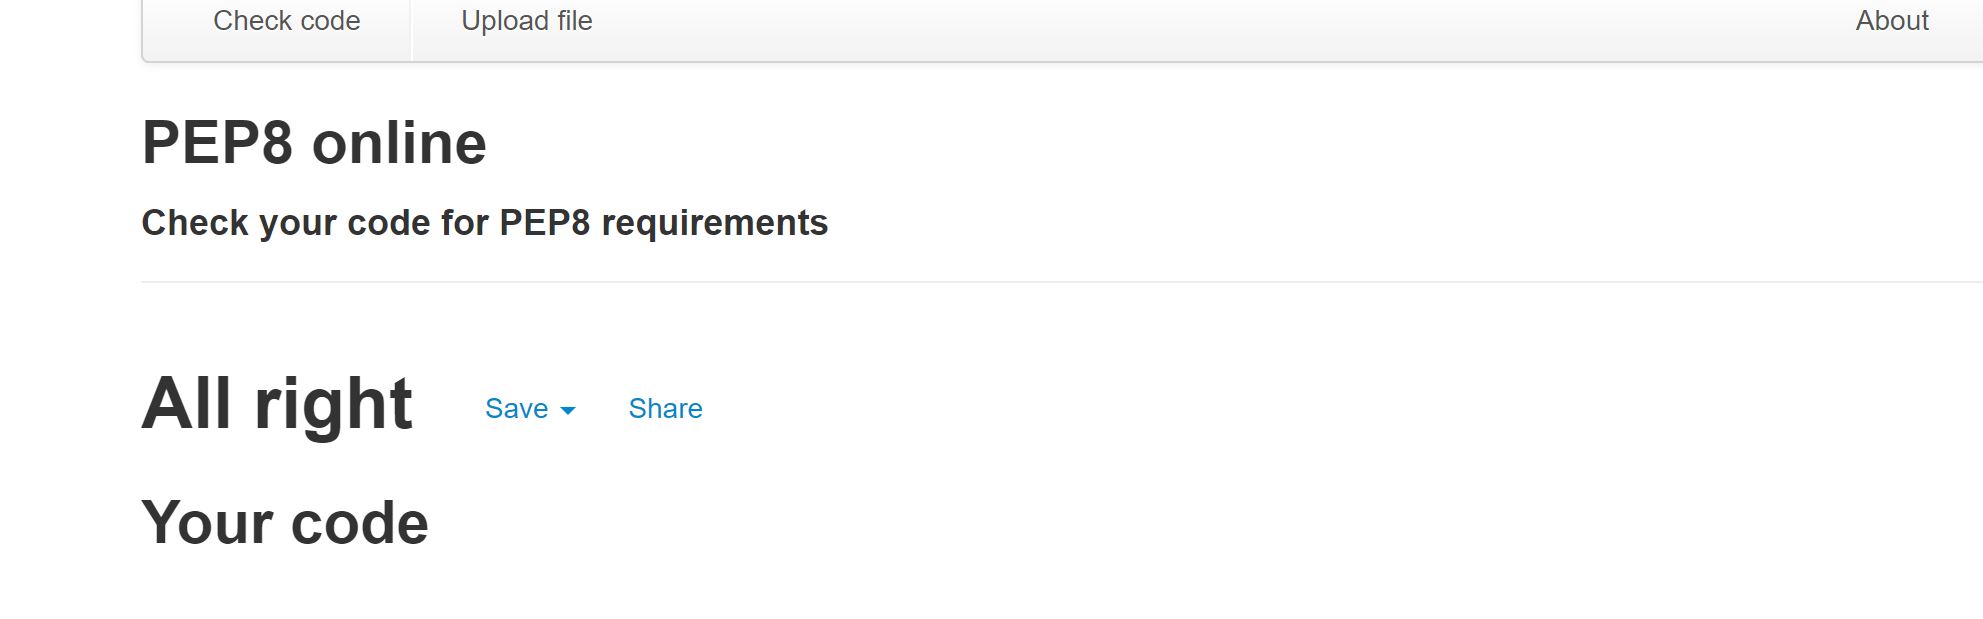 Check code Upload file About
PEP8 online
Check your code for PEP8 requirements
All right Save Share
Your code